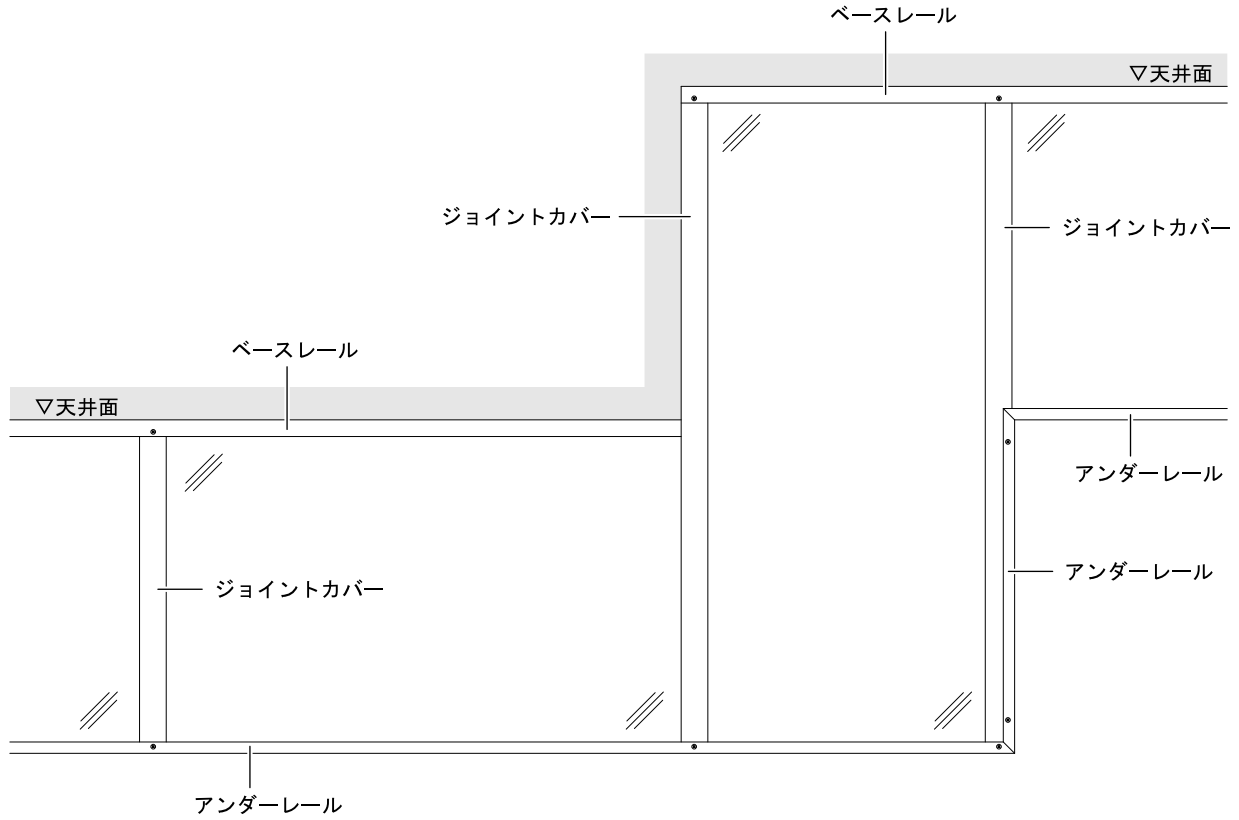 ベースレール
▽天井面
ジョイントカバー
ジョイントカバー
ベースレール
▽天井面
アンダーレール
アンダーレール
ジョイントカバー
アンダーレール